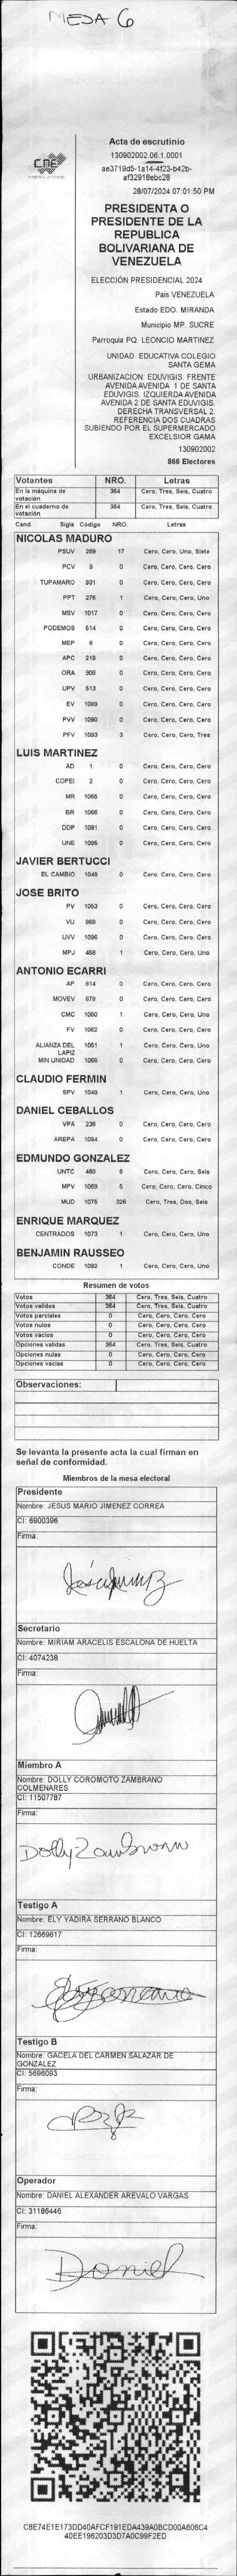 MESA 6
CNE
Acta de escrutinio
130902002.06.1.0001
ae3719d5-1a14-4f23-b42b-
af32918ebc28
28/07/2024 07:01:50 PM
PRESIDENTA O
PRESIDENTE DE LA
REPUBLICA
BOLIVARIANA DE
VENEZUELA
ELECCIÓN PRESIDENCIAL 2024
País VENEZUELA
Estado EDO. MIRANDA
Municipio MP. SUCRE
Parroquia PQ. LEONCIO MARTINEZ
UNIDAD EDUCATIVA COLEGIO
SANTA GEMA
URBANIZACION: EDUVIGIS. FRENTE
AVENIDA AVENIDA 1 DE SANTA
EDUVIGIS. IZQUIERDA AVENIDA
AVENIDA 2 DE SANTA EDUVIGIS.
DERECHA TRANSVERSAL 2.
REFERENCIA DOS CUADRAS
SUBIENDO POR EL SUPERMERCADO
EXCELSIOR GAMA
130902002
866 Electores
Votantes NRO. Letras
En la máquina de votación 364 Cero, Tres, Seis, Cuatro
En el cuaderno de votación 364 Cero, Tres, Seis, Cuatro
Cand. Sigla Código NRO. Letras
NICOLAS MADURO
PSUV 269 17 Cero, Cero, Uno, Siete
PCV 9 0 Cero, Cero, Cero, Cero
TUPAMARO 931 0 Cero, Cero, Cero, Cero
PPT 276 1 Cero, Cero, Cero, Uno
MSV 1017 0 Cero, Cero, Cero, Cero
PODEMOS 514 0 Cero, Cero, Cero, Cero
MEP 6 0 Cero, Cero, Cero, Cero
APC 219 0 Cero, Cero, Cero, Cero
ORA 906 0 Cero, Cero, Cero, Cero
UPV 513 0 Cero, Cero, Cero, Cero
EV 1089 0 Cero, Cero, Cero, Cero
PVV 1090 0 Cero, Cero, Cero, Cero
PFV 1093 3 Cero, Cero, Cero, Tres
LUIS MARTINEZ
AD 1 0 Cero, Cero, Cero, Cero
COPEI 2 0 Cero, Cero, Cero, Cero
MR 1065 0 Cero, Cero, Cero, Cero
BR 1066 0 Cero, Cero, Cero, Cero
DDP 1091 0 Cero, Cero, Cero, Cero
UNE 1095 0 Cero, Cero, Cero, Cero
JAVIER BERTUCCI
EL CAMBIO 1048 0 Cero, Cero, Cero, Cero
JOSE BRITO
PV 1053 0 Cero, Cero, Cero, Cero
VU 969 0 Cero, Cero, Cero, Cero
UVV 1096 0 Cero, Cero, Cero, Cero
MPJ 468 1 Cero, Cero, Cero, Uno
ANTONIO ECARRI
AP 814 0 Cero, Cero, Cero, Cero
MOVEV 979 0 Cero, Cero, Cero, Cero
CMC 1050 1 Cero, Cero, Cero, Uno
FV 1062 0 Cero, Cero, Cero, Cero
ALIANZA DEL LAPIZ 1051 1 Cero, Cero, Cero, Uno
MIN UNIDAD 1068 0 Cero, Cero, Cero, Cero
CLAUDIO FERMIN
SPV 1049 1 Cero, Cero, Cero, Uno
DANIEL CEBALLOS
VPA 236 0 Cero, Cero, Cero, Cero
AREPA 1094 0 Cero, Cero, Cero, Cero
EDMUNDO GONZALEZ
UNTC 460 6 Cero, Cero, Cero, Seis
MPV 1069 5 Cero, Cero, Cero, Cinco
MUD 1075 326 Cero, Tres, Dos, Seis
ENRIQUE MARQUEZ
CENTRADOS 1073 1 Cero, Cero, Cero, Uno
BENJAMIN RAUSSEO
CONDE 1092 1 Cero, Cero, Cero, Uno
Resumen de votos
Votos 364 Cero, Tres, Seis, Cuatro
Votos validos 364 Cero, Tres, Seis, Cuatro
Votos parciales 0 Cero, Cero, Cero, Cero
Votos nulos 0 Cero, Cero, Cero, Cero
Votos vacios 0 Cero, Cero, Cero, Cero
Opciones validas 364 Cero, Tres, Seis, Cuatro
Opciones nulas 0 Cero, Cero, Cero, Cero
Opciones vacias 0 Cero, Cero, Cero, Cero
Observaciones:
Se levanta la presente acta la cual firman en
señal de conformidad.
Miembros de la mesa electoral
Presidente
Nombre: JESUS MARIO JIMENEZ CORREA
CI: 6900396
Firma:
Secretario
Nombre: MIRIAM ARACELIS ESCALONA DE HUELTA
CI: 4074238
Firma:
Miembro A
Nombre: DOLLY COROMOTO ZAMBRANO
COLMENARES
CI: 11507787
Firma:
Dolly Zambrano
Testigo A
Nombre: ELY YADIRA SERRANO BLANCO
CI: 12669617
Firma:
Testigo B
Nombre: GACELA DEL CARMEN SALAZAR DE
GONZALEZ
CI: 5696093
Firma:
Operador
Nombre: DANIEL ALEXANDER AREVALO VARGAS
CI: 31186446
Firma:
Daniel
C8E74E1E173DD40AFCF191EDA439A0BCD00A606C4
40EE196203D3D7A0C99F2ED